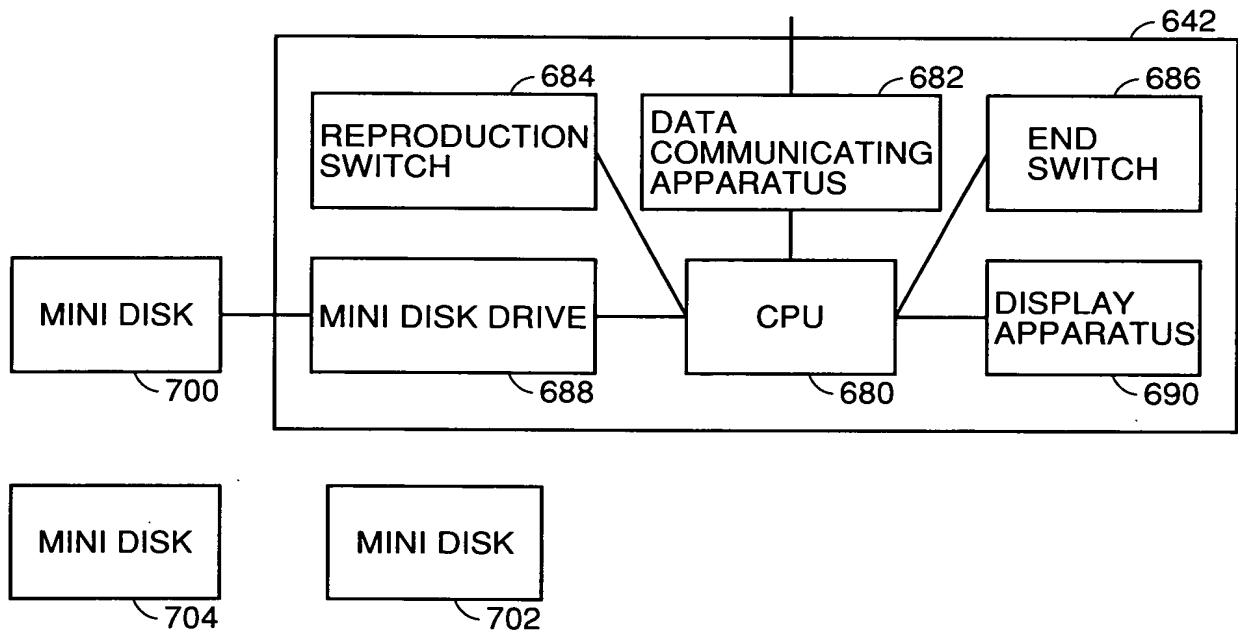 642
684
682
686
REPRODUCTION
SWITCH
DATA
COMMUNICATING
APPARATUS
END
SWITCH
MINI DISK
MINI DISK DRIVE
CPU
DISPLAY
APPARATUS
700
688
680
690
MINI DISK
MINI DISK
704
702